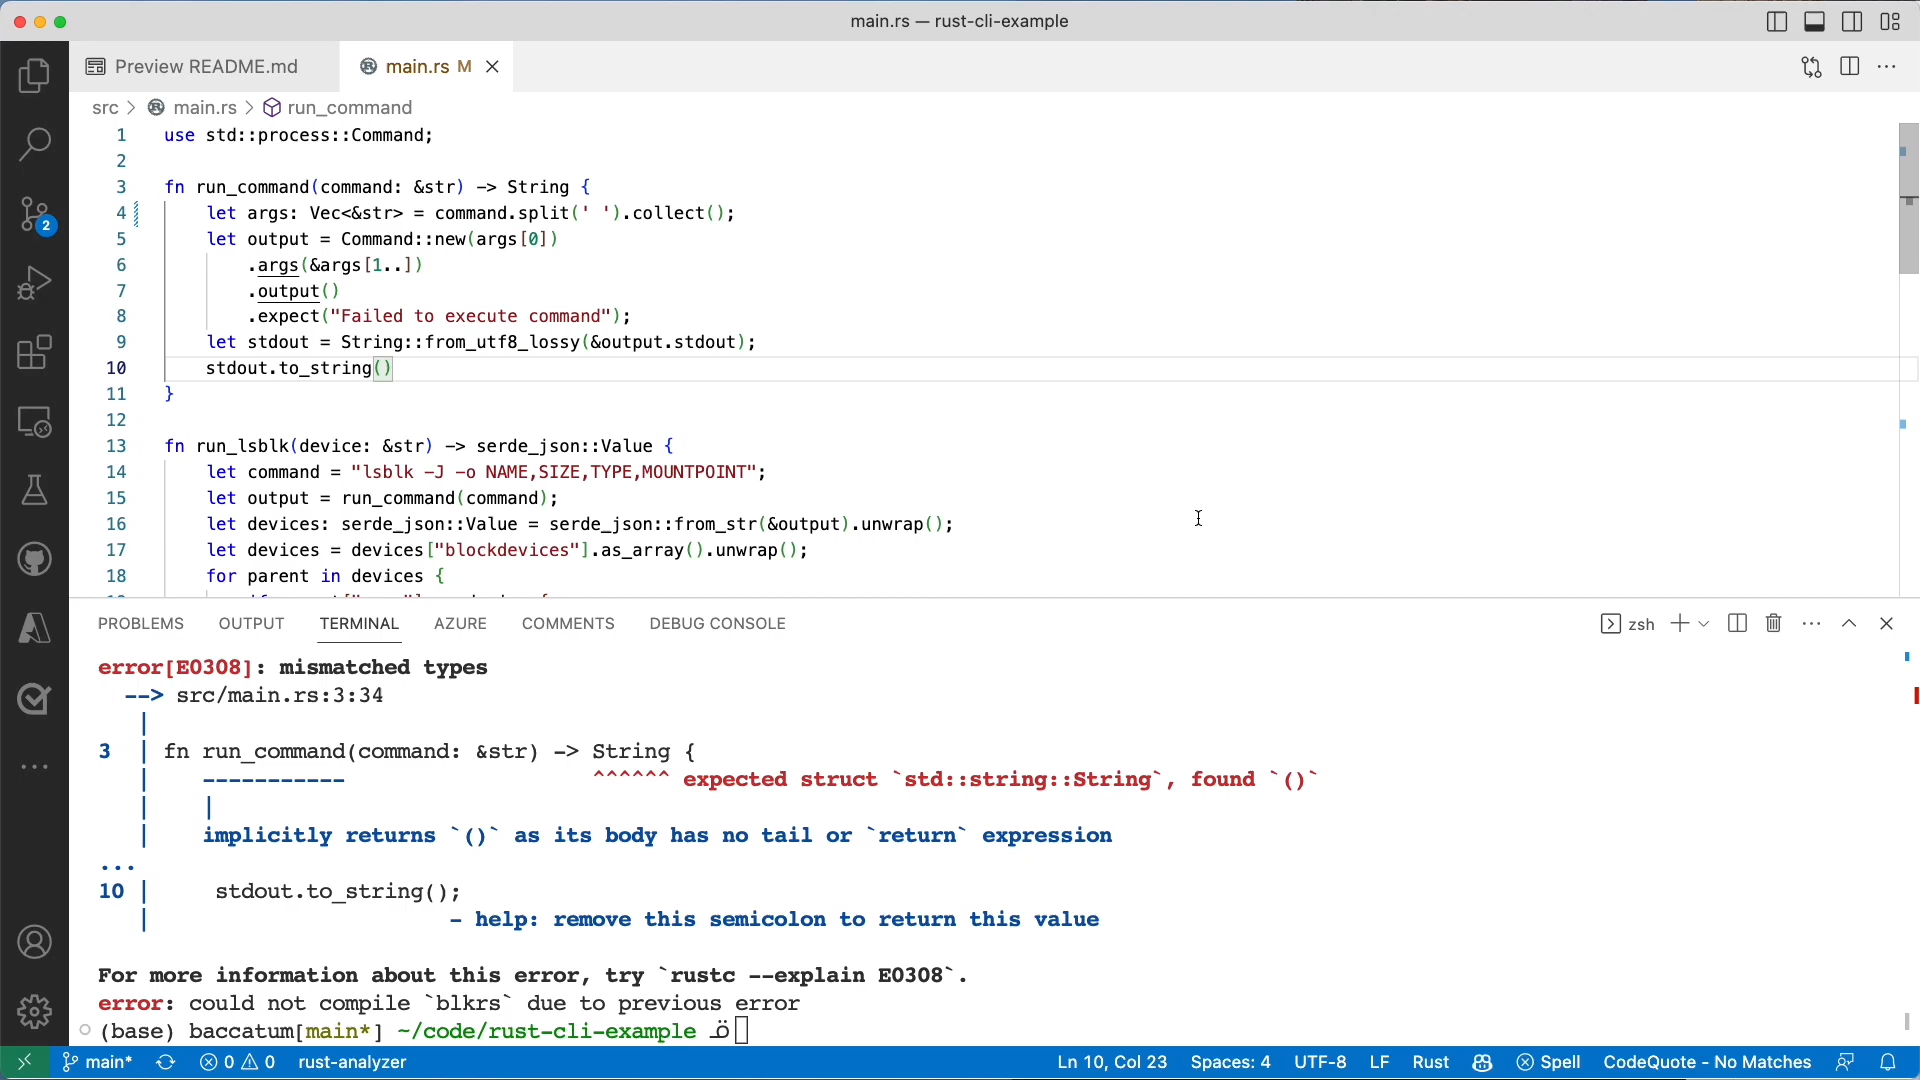 main.rs — rust-cli-example
Preview README.md
main.rs M
src > main.rs > run_command
1 use std::process::Command;
2
3 fn run_command(command: &str) -> String {
4 let args: Vec<&str> = command.split(' ').collect();
5 let output = Command::new(args[0])
6 .args(&args[1..])
7 .output()
8 .expect("Failed to execute command");
9 let stdout = String::from_utf8_lossy(&output.stdout);
10 stdout.to_string()
11 }
12
13 fn run_lsblk(device: &str) -> serde_json::Value {
14 let command = "lsblk -J -o NAME,SIZE,TYPE,MOUNTPOINT";
15 let output = run_command(command);
16 let devices: serde_json::Value = serde_json::from_str(&output).unwrap();
17 let devices = devices["blockdevices"].as_array().unwrap();
18 for parent in devices {
2
PROBLEMS OUTPUT TERMINAL AZURE COMMENTS DEBUG CONSOLE
zsh
error[E0308]: mismatched types
--> src/main.rs:3:34
|
3 | fn run_command(command: &str) -> String {
| ----------- ^^^^^^ expected struct `std::string::String`, found `()`
| |
| implicitly returns `()` as its body has no tail or `return` expression
...
10 | stdout.to_string();
| - help: remove this semicolon to return this value
For more information about this error, try `rustc --explain E0308`.
error: could not compile `blkrs` due to previous error
(base) baccatum[main*] ~/code/rust-cli-example
main* 0 0 rust-analyzer
Ln 10, Col 23 Spaces: 4 UTF-8 LF Rust Spell CodeQuote - No Matches